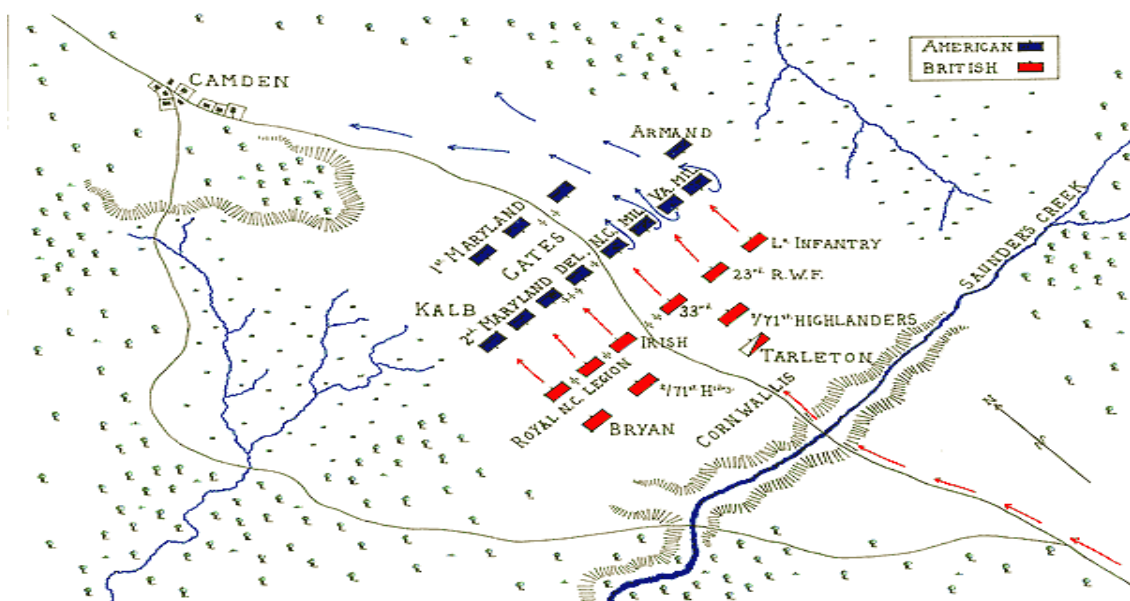 AMERICAN
BRITISH
CAMDEN
ARMAND
VA. MIL.
N.C. MIL.
DEL.
2nd MARYLAND
1st MARYLAND
GATES
KALB
Lt. INFANTRY
23rd R.W.F.
33rd
1/71st HIGHLANDERS
TARLETON
IRISH
ROYAL N.C. LEGION
2/71st Hlds.
BRYAN
CORNWALLIS
SAUNDERS CREEK
N